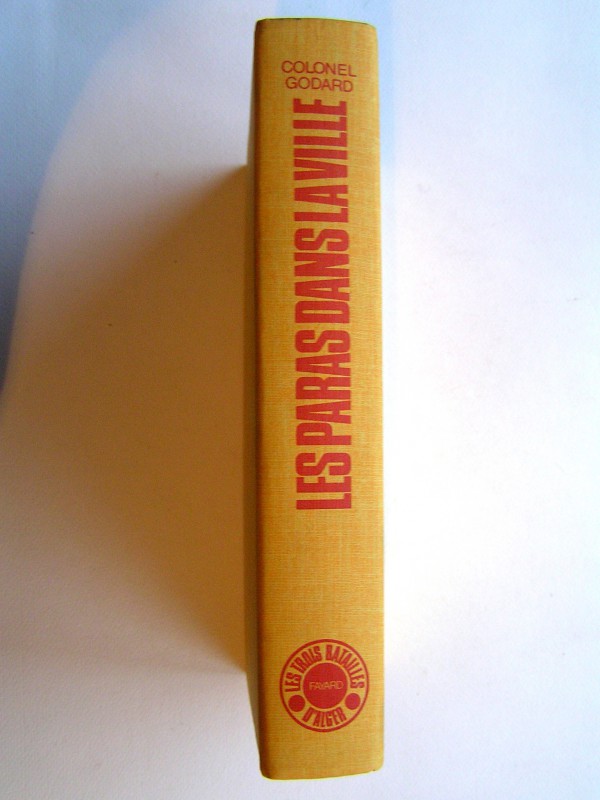 COLONEL
GODARD
LES PARAS DANS LA VILLE
LES TROIS BATAILLES
FAYARD
D'ALGER